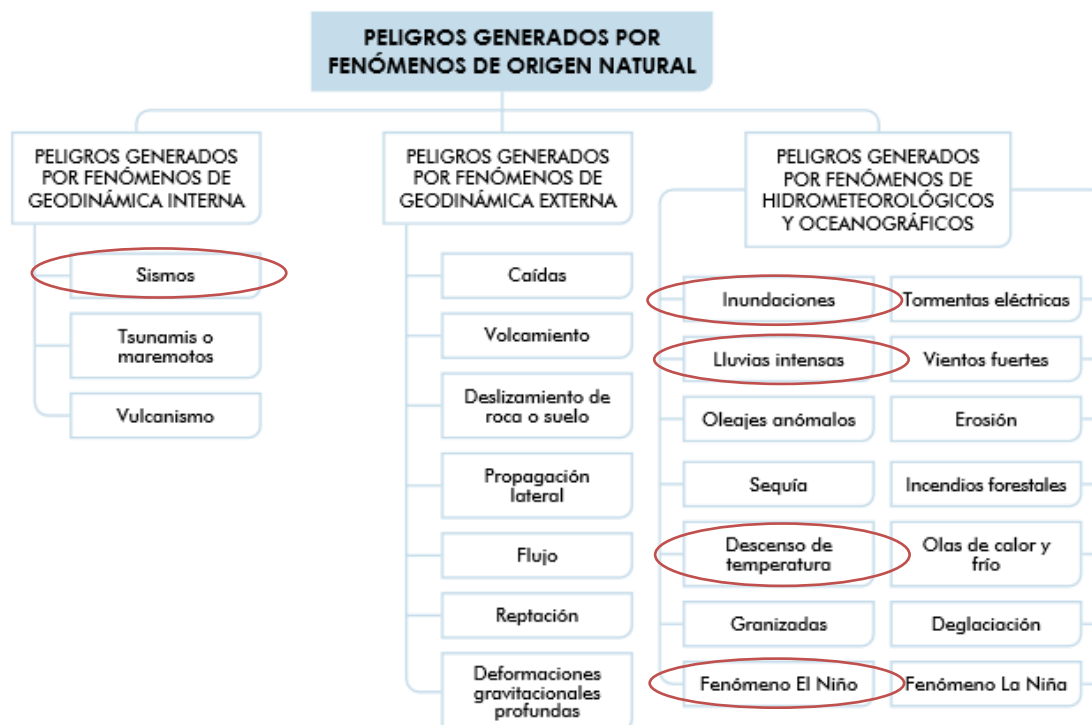 PELIGROS GENERADOS POR
FENÓMENOS DE ORIGEN NATURAL
PELIGROS GENERADOS
POR FENÓMENOS DE
GEODINÁMICA INTERNA
Sismos
Tsunamis o
maremotos
Vulcanismo
PELIGROS GENERADOS
POR FENÓMENOS DE
GEODINÁMICA EXTERNA
Caídas
Volcamiento
Deslizamiento de
roca o suelo
Propagación
lateral
Flujo
Reptación
Deformaciones
gravitacionales
profundas
PELIGROS GENERADOS
POR FENÓMENOS DE
HIDROMETEOROLÓGICOS
Y OCEANOGRÁFICOS
Inundaciones
Lluvias intensas
Oleajes anómalos
Sequía
Descenso de
temperatura
Granizadas
Fenómeno El Niño
Tormentas eléctricas
Vientos fuertes
Erosión
Incendios forestales
Olas de calor y
frío
Deglaciación
Fenómeno La Niña